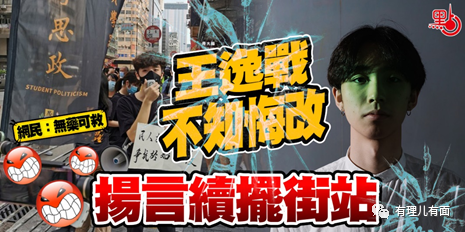 點
思政
STUDENT POLITICISM
王逸戰
不知悔改
網民：無藥可救
揚言續擺街站
有理儿有面